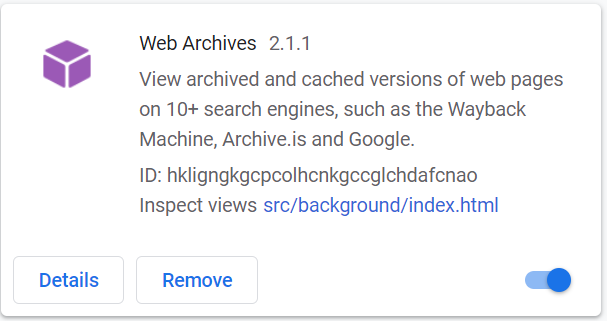 Web Archives 2.1.1
View archived and cached versions of web pages
on 10+ search engines, such as the Wayback
Machine, Archive.is and Google.
ID: hkligngkgcpcolhcnkgccglchdafcnao
Inspect views src/background/index.html
Details Remove